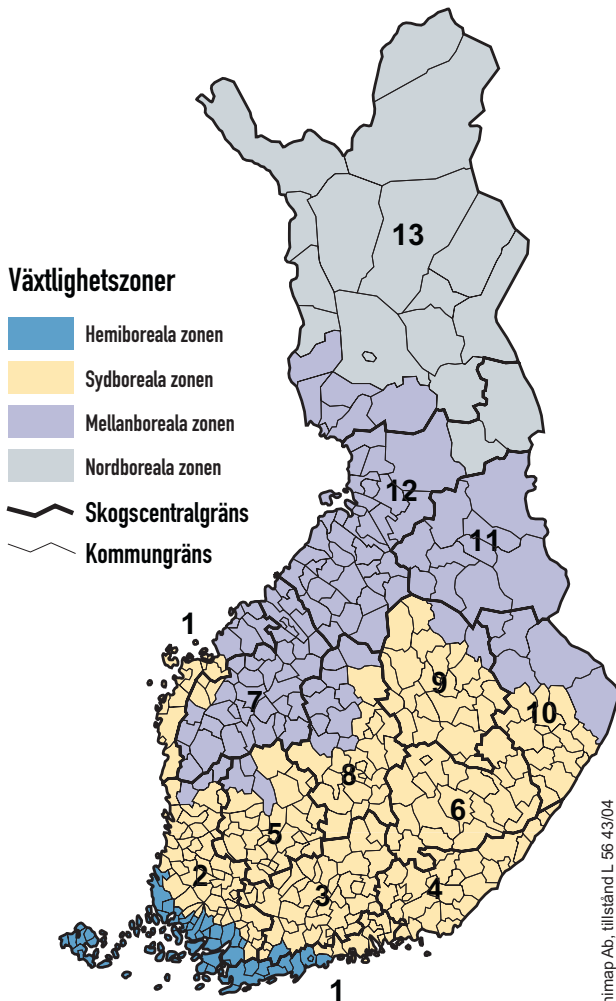 13
Växtlighetszoner
Hemiboreala zonen
Sydboreala zonen
Mellanboreala zonen
Nordboreala zonen
12
Skogscentralgräns
11
Kommungräns
1
9
7
10
8
6
5
2
3
4
1
Ab, tillstånd L 56 43/04